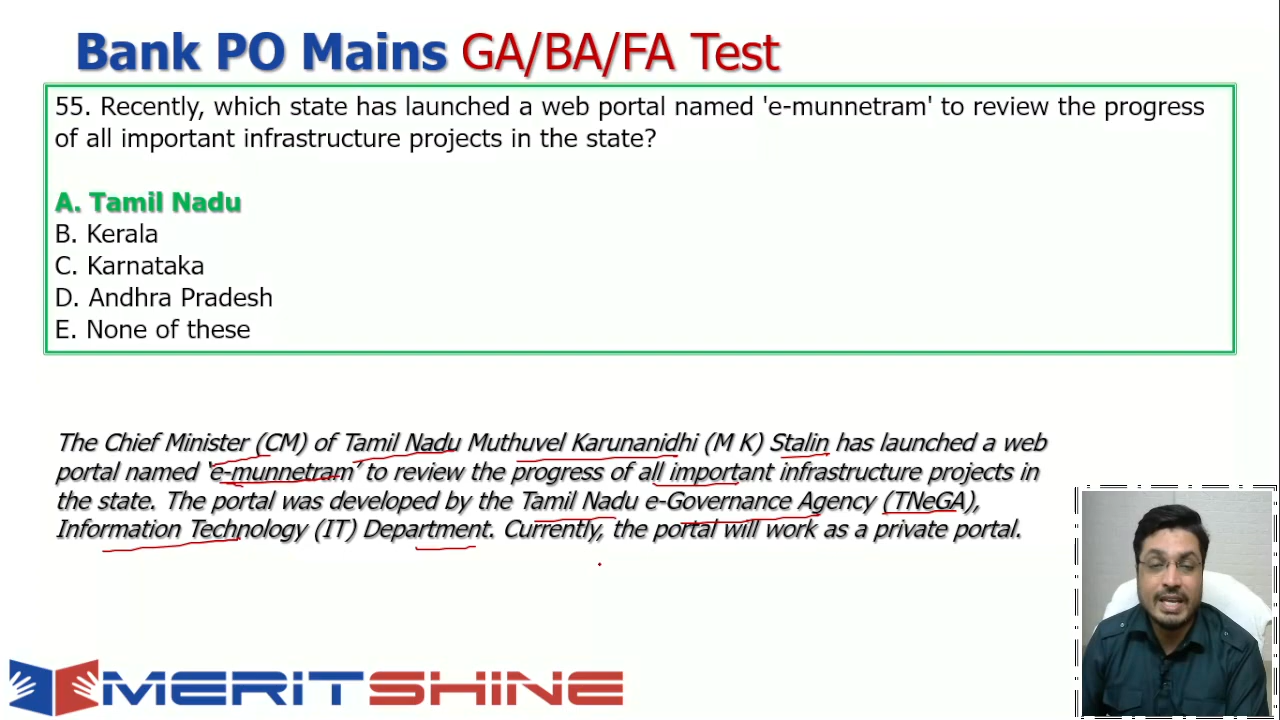 Bank PO Mains GA/BA/FA Test
55. Recently, which state has launched a web portal named 'e-munnetram' to review the progress
of all important infrastructure projects in the state?
A. Tamil Nadu
B. Kerala
C. Karnataka
D. Andhra Pradesh
E. None of these
The Chief Minister (CM) of Tamil Nadu Muthuvel Karunanidhi (M K) Stalin has launched a web
portal named 'e-munnetram' to review the progress of all important infrastructure projects in
the state. The portal was developed by the Tamil Nadu e-Governance Agency (TNeGA),
Information Technology (IT) Department. Currently, the portal will work as a private portal.
MERITSHINE